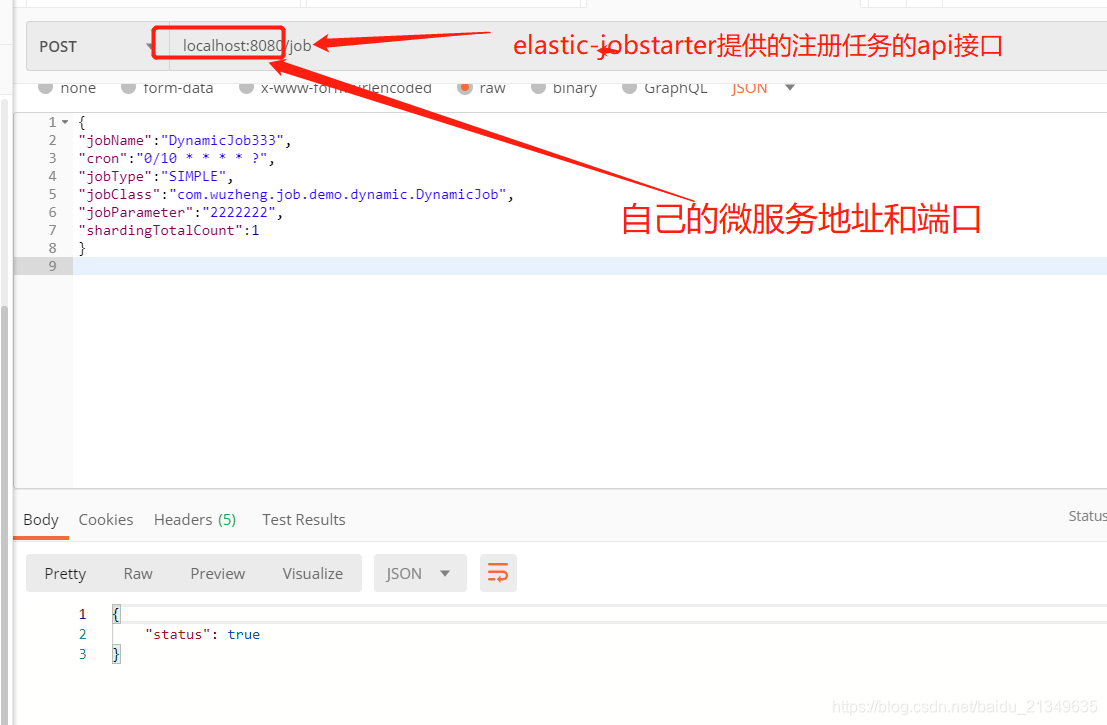 POST localhost:8080/job elastic-jobstarter提供的注册任务的api接口
none form-data x-www-form-urlencoded raw binary GraphQL JSON
1 {
2 "jobName":"DynamicJob333",
3 "cron":"0/10 * * * * ?",
4 "jobType":"SIMPLE",
5 "jobClass":"com.wuzheng.job.demo.dynamic.DynamicJob",
6 "jobParameter":"2222222",
7 "shardingTotalCount":1
8 }
9
自己的微服务地址和端口
Body Cookies Headers (5) Test Results Status
Pretty Raw Preview Visualize JSON
1 {
2 "status": true
3 }
https://blog.csdn.net/baidu_21349635